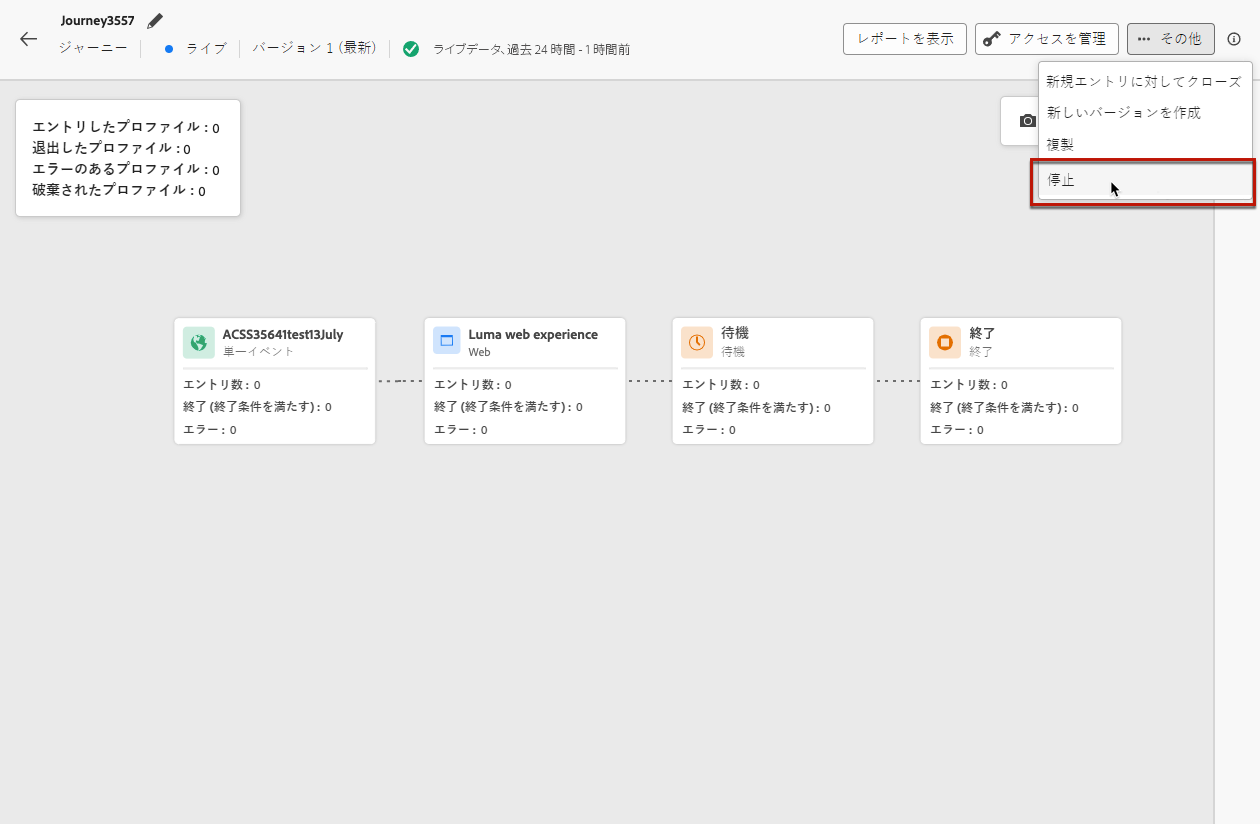 Journey3557
ジャーニー ライブ バージョン 1 (最新) ライブデータ, 過去 24 時間 - 1 時間前
レポートを表示 アクセスを管理 ··· その他
新規エントリに対してクローズ
新しいバージョンを作成
複製
停止
エントリしたプロファイル : 0
退出したプロファイル : 0
エラーのあるプロファイル : 0
破棄されたプロファイル : 0
ACSS35641test13July
単一イベント
エントリ数 : 0
終了 (終了条件を満たす) : 0
エラー : 0
Luma web experience
Web
エントリ数 : 0
終了 (終了条件を満たす) : 0
エラー : 0
待機
待機
エントリ数 : 0
終了 (終了条件を満たす) : 0
エラー : 0
終了
終了
エントリ数 : 0
終了 (終了条件を満たす) : 0
エラー : 0